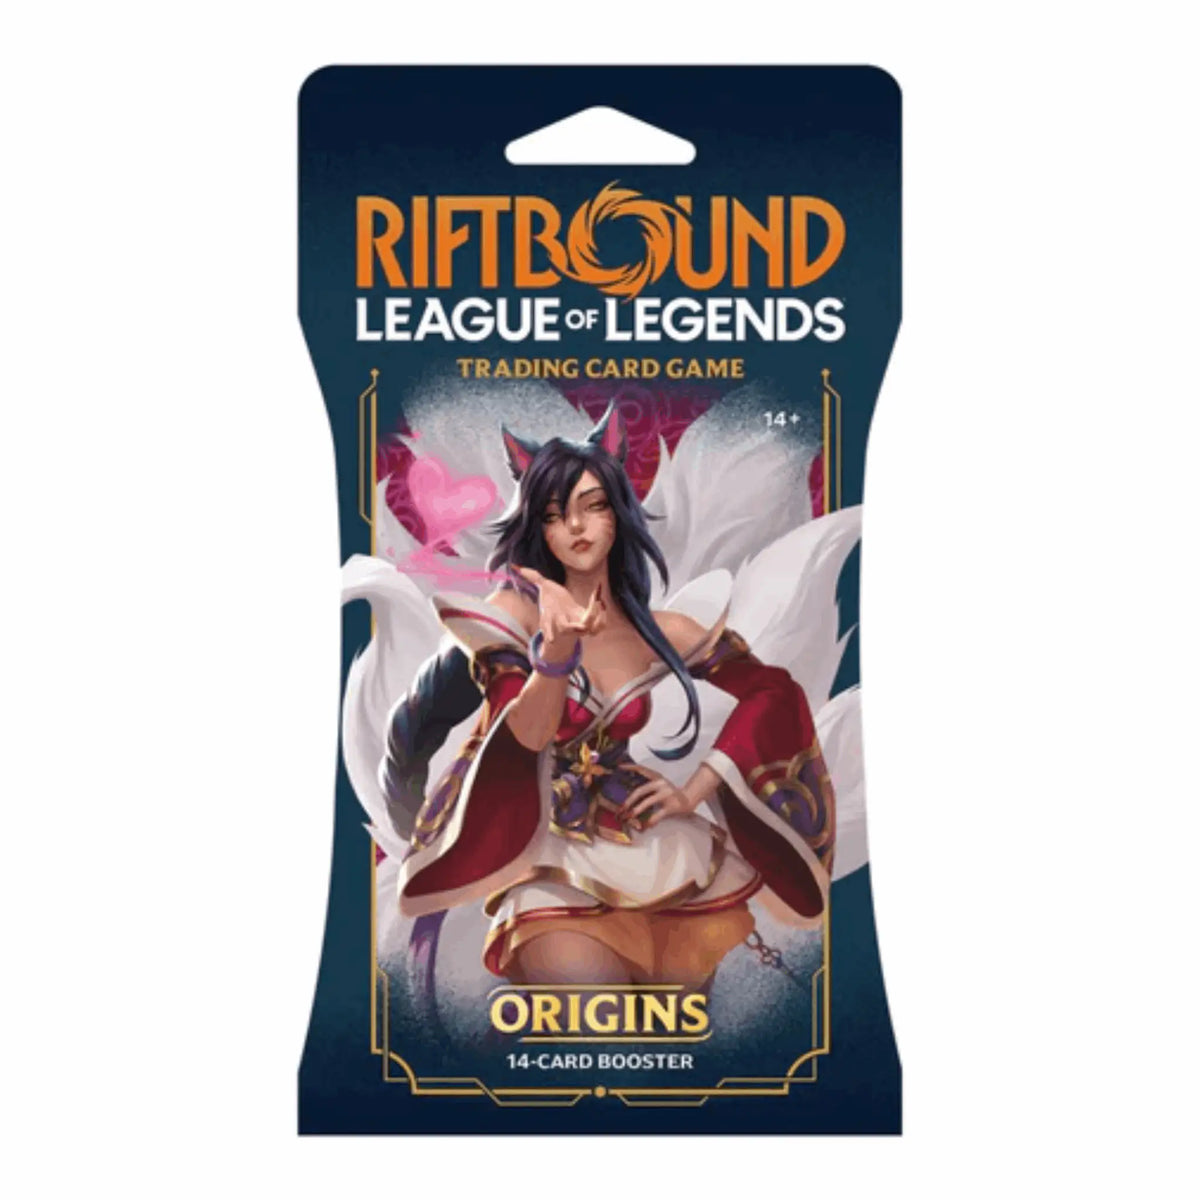 RIFTBOUND
LEAGUE OF LEGENDS
TRADING CARD GAME
14+
ORIGINS
14-CARD BOOSTER